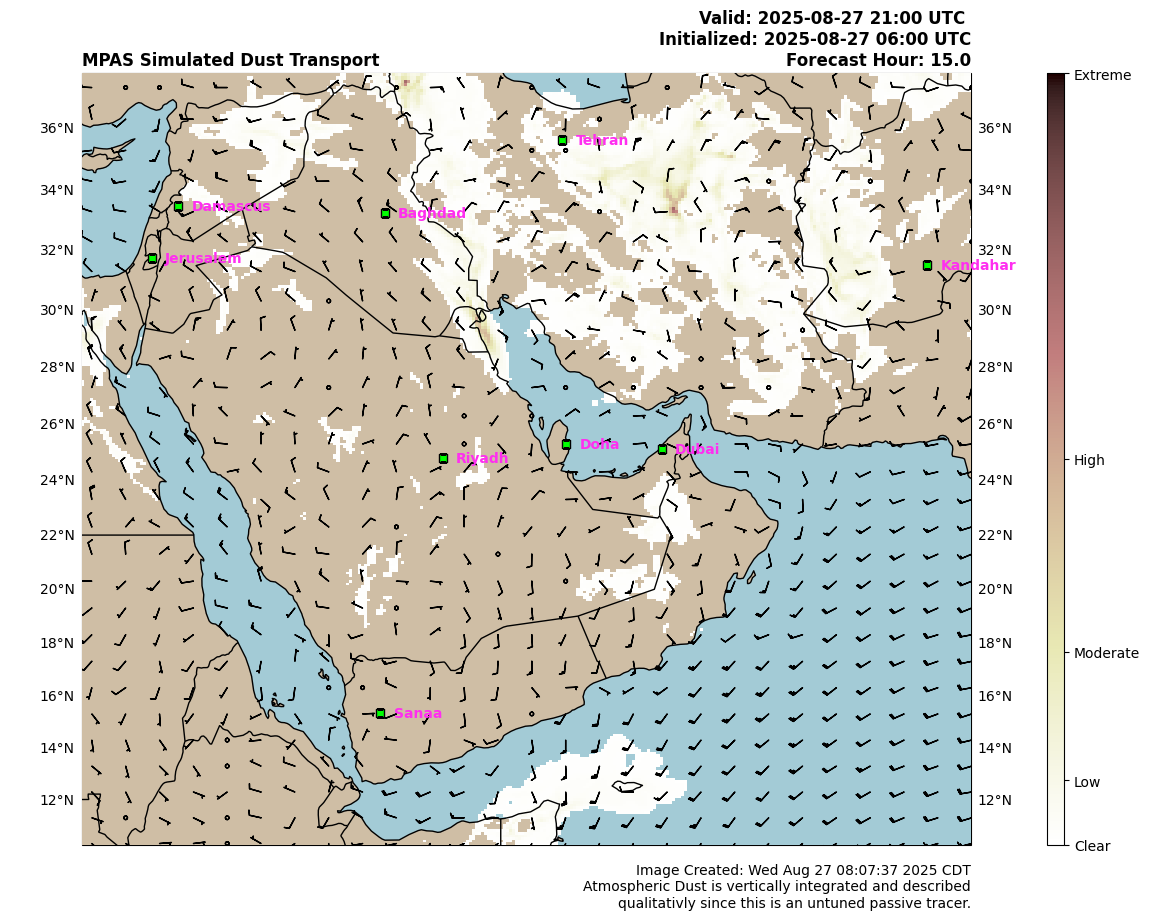 Valid: 2025-08-27 21:00 UTC
Initialized: 2025-08-27 06:00 UTC
MPAS Simulated Dust Transport
Forecast Hour: 15.0
Extreme
36°N
36°N
Tehran
34°N
34°N
Damascus
Baghdad
32°N
32°N
Jerusalem
Kandahar
30°N
30°N
28°N
28°N
26°N
26°N
Doha
Dubai
Riyadh
High
24°N
24°N
22°N
22°N
20°N
20°N
18°N
18°N
Moderate
16°N
16°N
Sanaa
14°N
14°N
Low
12°N
12°N
Clear
Image Created: Wed Aug 27 08:07:37 2025 CDT
Atmospheric Dust is vertically integrated and described
qualitativly since this is an untuned passive tracer.